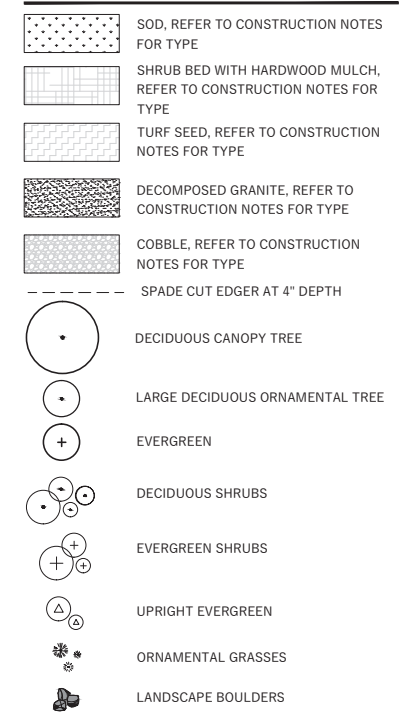 SOD, REFER TO CONSTRUCTION NOTES
FOR TYPE
SHRUB BED WITH HARDWOOD MULCH,
REFER TO CONSTRUCTION NOTES FOR
TYPE
TURF SEED, REFER TO CONSTRUCTION
NOTES FOR TYPE
DECOMPOSED GRANITE, REFER TO
CONSTRUCTION NOTES FOR TYPE
COBBLE, REFER TO CONSTRUCTION
NOTES FOR TYPE
SPADE CUT EDGER AT 4" DEPTH
DECIDUOUS CANOPY TREE
LARGE DECIDUOUS ORNAMENTAL TREE
EVERGREEN
DECIDUOUS SHRUBS
EVERGREEN SHRUBS
UPRIGHT EVERGREEN
ORNAMENTAL GRASSES
LANDSCAPE BOULDERS